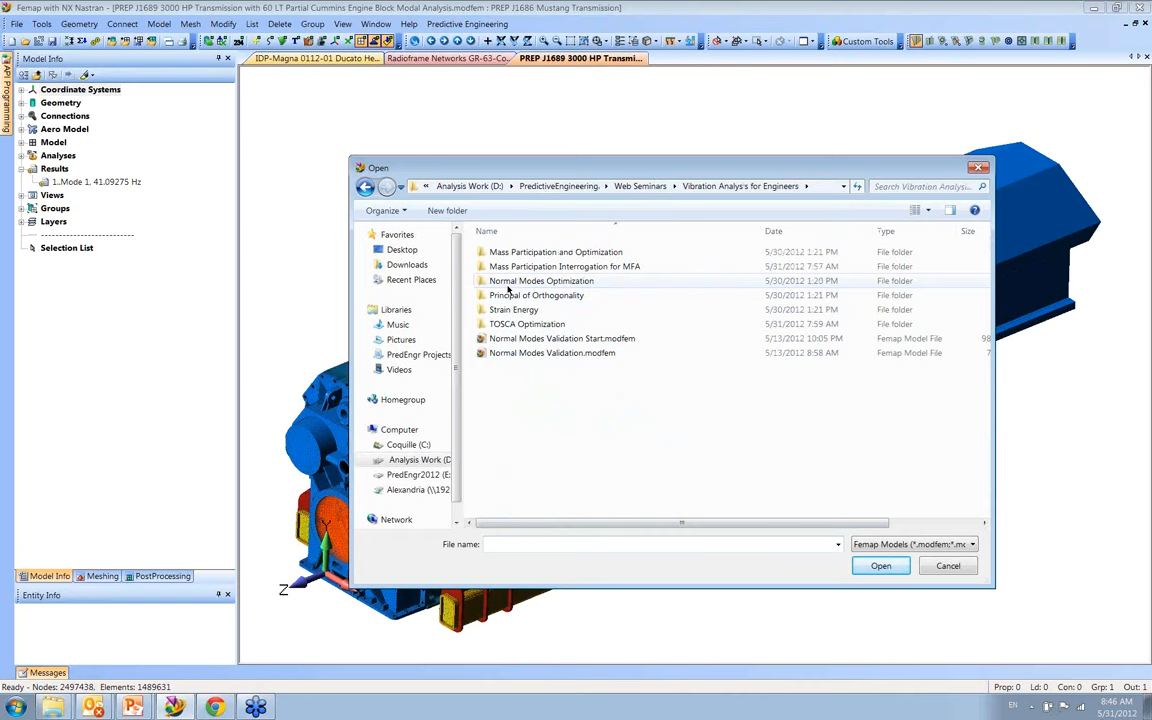 Femap with NX Nastran - [PREP J1689 3000 HP Transmission with 60 LT Partial Cummins Engine Block Modal Analysis.modfem : PREP J1686 Mustang Transmission]
File Tools Geometry Connect Model Mesh Modify List Delete Group View Window Help Predictive Engineering
Custom Tools
Model Info
IDP-Magna 0112-01 Ducato He... Radioframe Networks GR-63-Co... PREP J1689 3000 HP Transmi...
API Programming
Coordinate Systems
Geometry
Connections
Aero Model
Model
Analyses
Results
1..Mode 1, 41.09275 Hz
Views
Groups
Layers
Selection List
Open
« Analysis Work (D:) PredictiveEngineering. Web Seminars Vibration Analys's for Engineers Search Vibration Analysi...
Organize New folder
Favorites
Desktop
Downloads
Recent Places
Libraries
Music
Pictures
PredEngr Projects
Videos
Homegroup
Computer
Coquille (C:)
Analysis Work (D
PredEngr2012 (E:
Alexandria (\\192
Network
Name Date Type Size
Mass Participation and Optimization 5/30/2012 1:21 PM File folder
Mass Participation Interrogation for MFA 5/31/2012 7:57 AM File folder
Normal Modes Optimization 5/30/2012 1:20 PM File folder
Principal of Orthogonality 5/30/2012 1:21 PM File folder
Strain Energy 5/30/2012 1:21 PM File folder
TOSCA Optimization 5/31/2012 7:59 AM File folder
Normal Modes Validation Start.modfem 5/13/2012 10:05 PM Femap Model File 98
Normal Modes Validation.modfem 5/13/2012 8:58 AM Femap Model File 7
File name: Femap Models (*.modfem;*.mc
Open Cancel
Y
Z
Model Info Meshing PostProcessing
Entity Info
Messages
Ready - Nodes: 2497438, Elements: 1489631 Prop: 0 Ld: 0 Con: 0 Grp: 1 Out: 1
EN 8:46 AM
5/31/2012